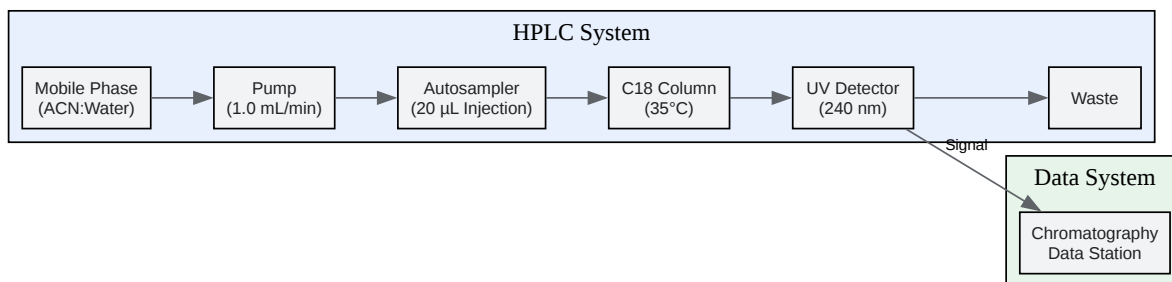 HPLC System
Mobile Phase
(ACN:Water)
Pump
(1.0 mL/min)
Autosampler
(20 µL Injection)
C18 Column
(35°C)
UV Detector
(240 nm)
Waste
Signal
Data System
Chromatography
Data Station